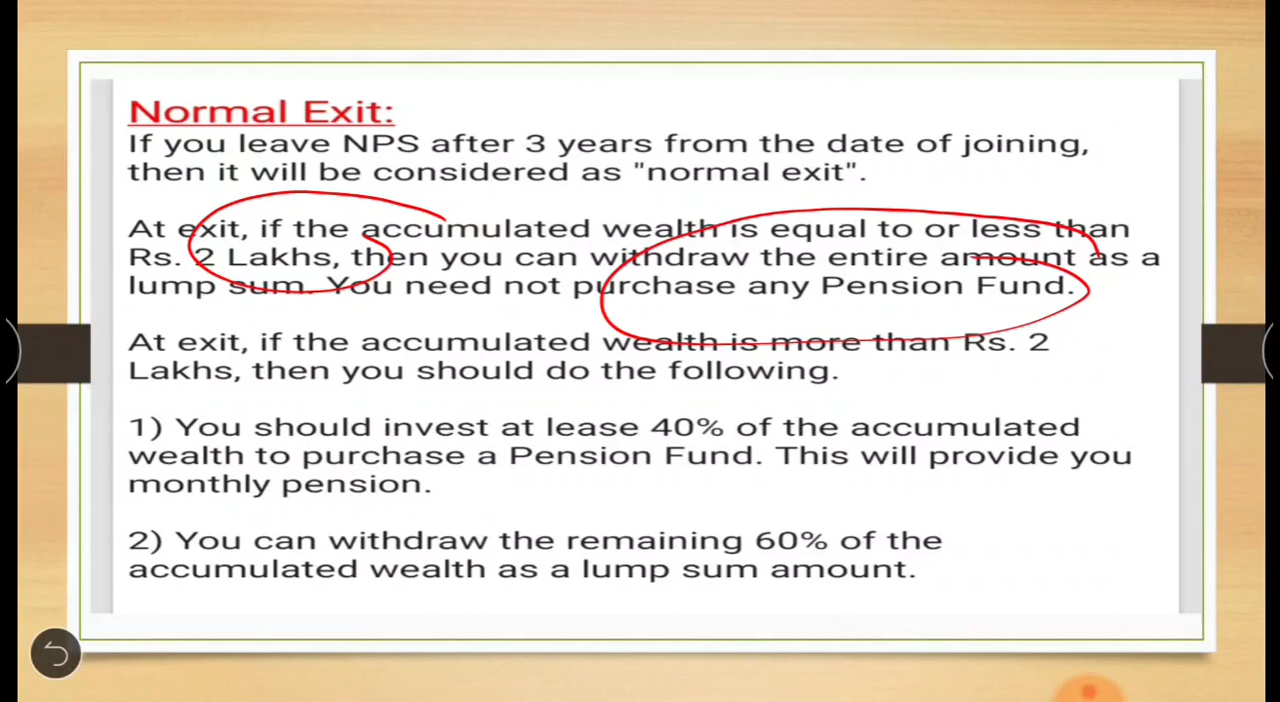 Normal Exit:
If you leave NPS after 3 years from the date of joining,
then it will be considered as "normal exit".
At exit, if the accumulated wealth is equal to or less than
Rs. 2 Lakhs, then you can withdraw the entire amount as a
lump sum. You need not purchase any Pension Fund.
At exit, if the accumulated wealth is more than Rs. 2
Lakhs, then you should do the following.
1) You should invest at lease 40% of the accumulated
wealth to purchase a Pension Fund. This will provide you
monthly pension.
2) You can withdraw the remaining 60% of the
accumulated wealth as a lump sum amount.